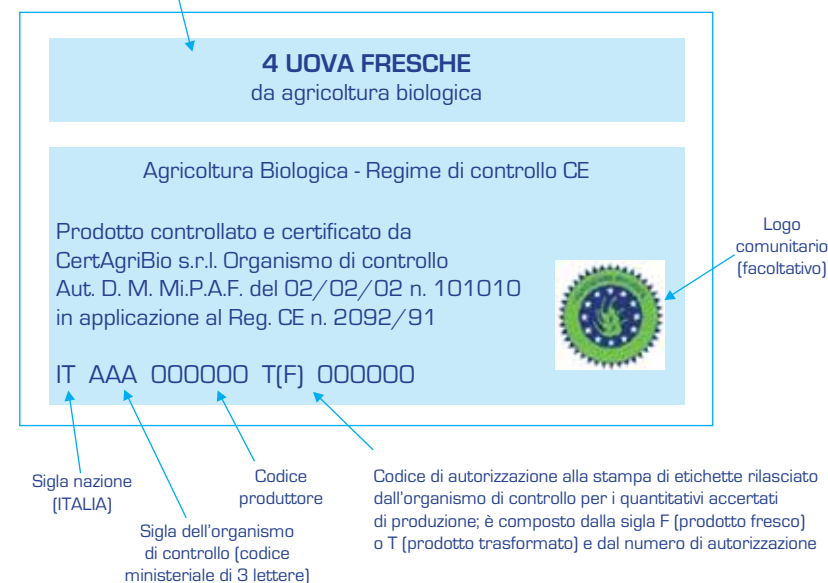 4 UOVA FRESCHE
da agricoltura biologica
Agricoltura Biologica - Regime di controllo CE
Prodotto controllato e certificato da
CertAgriBio s.r.l. Organismo di controllo
Aut. D. M. Mi.P.A.F. del 02/02/02 n. 101010
in applicazione al Reg. CE n. 2092/91
IT AAA 000000 T(F) 000000
Logo
comunitario
(facoltativo)
Sigla nazione
(ITALIA)
Sigla dell'organismo
di controllo (codice
ministeriale di 3 lettere)
Codice
produttore
Codice di autorizzazione alla stampa di etichette rilasciato
dall'organismo di controllo per i quantitativi accertati
di produzione; è composto dalla sigla F (prodotto fresco)
o T (prodotto trasformato) e dal numero di autorizzazione